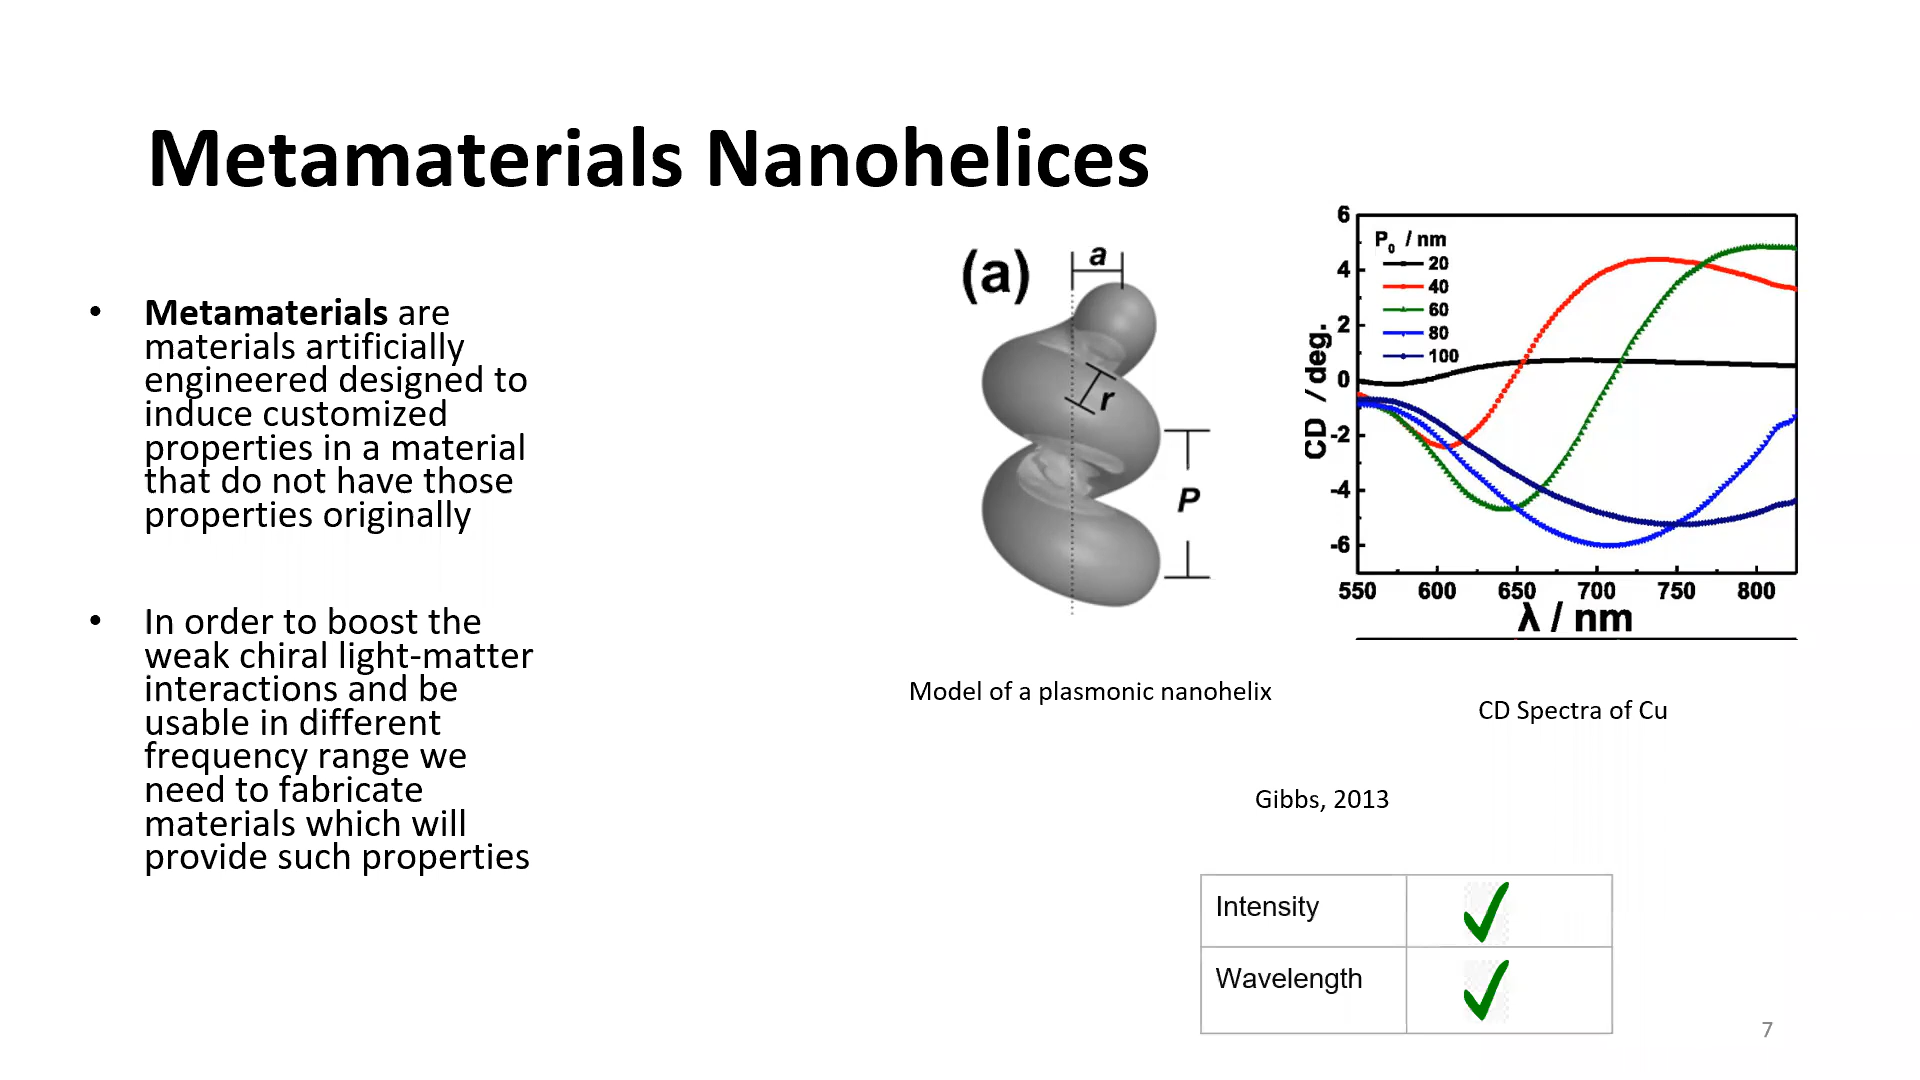 Metamaterials Nanohelices
• Metamaterials are
materials artificially
engineered designed to
induce customized
properties in a material
that do not have those
properties originally
• In order to boost the
weak chiral light-matter
interactions and be
usable in different
frequency range we
need to fabricate
materials which will
provide such properties
(a)
a
r
P
Model of a plasmonic nanohelix
P0 / nm
20
40
60
80
100
CD / deg.
6
4
2
0
-2
-4
-6
550 600 650 700 750 800
λ / nm
CD Spectra of Cu
Gibbs, 2013
Intensity
Wavelength
7